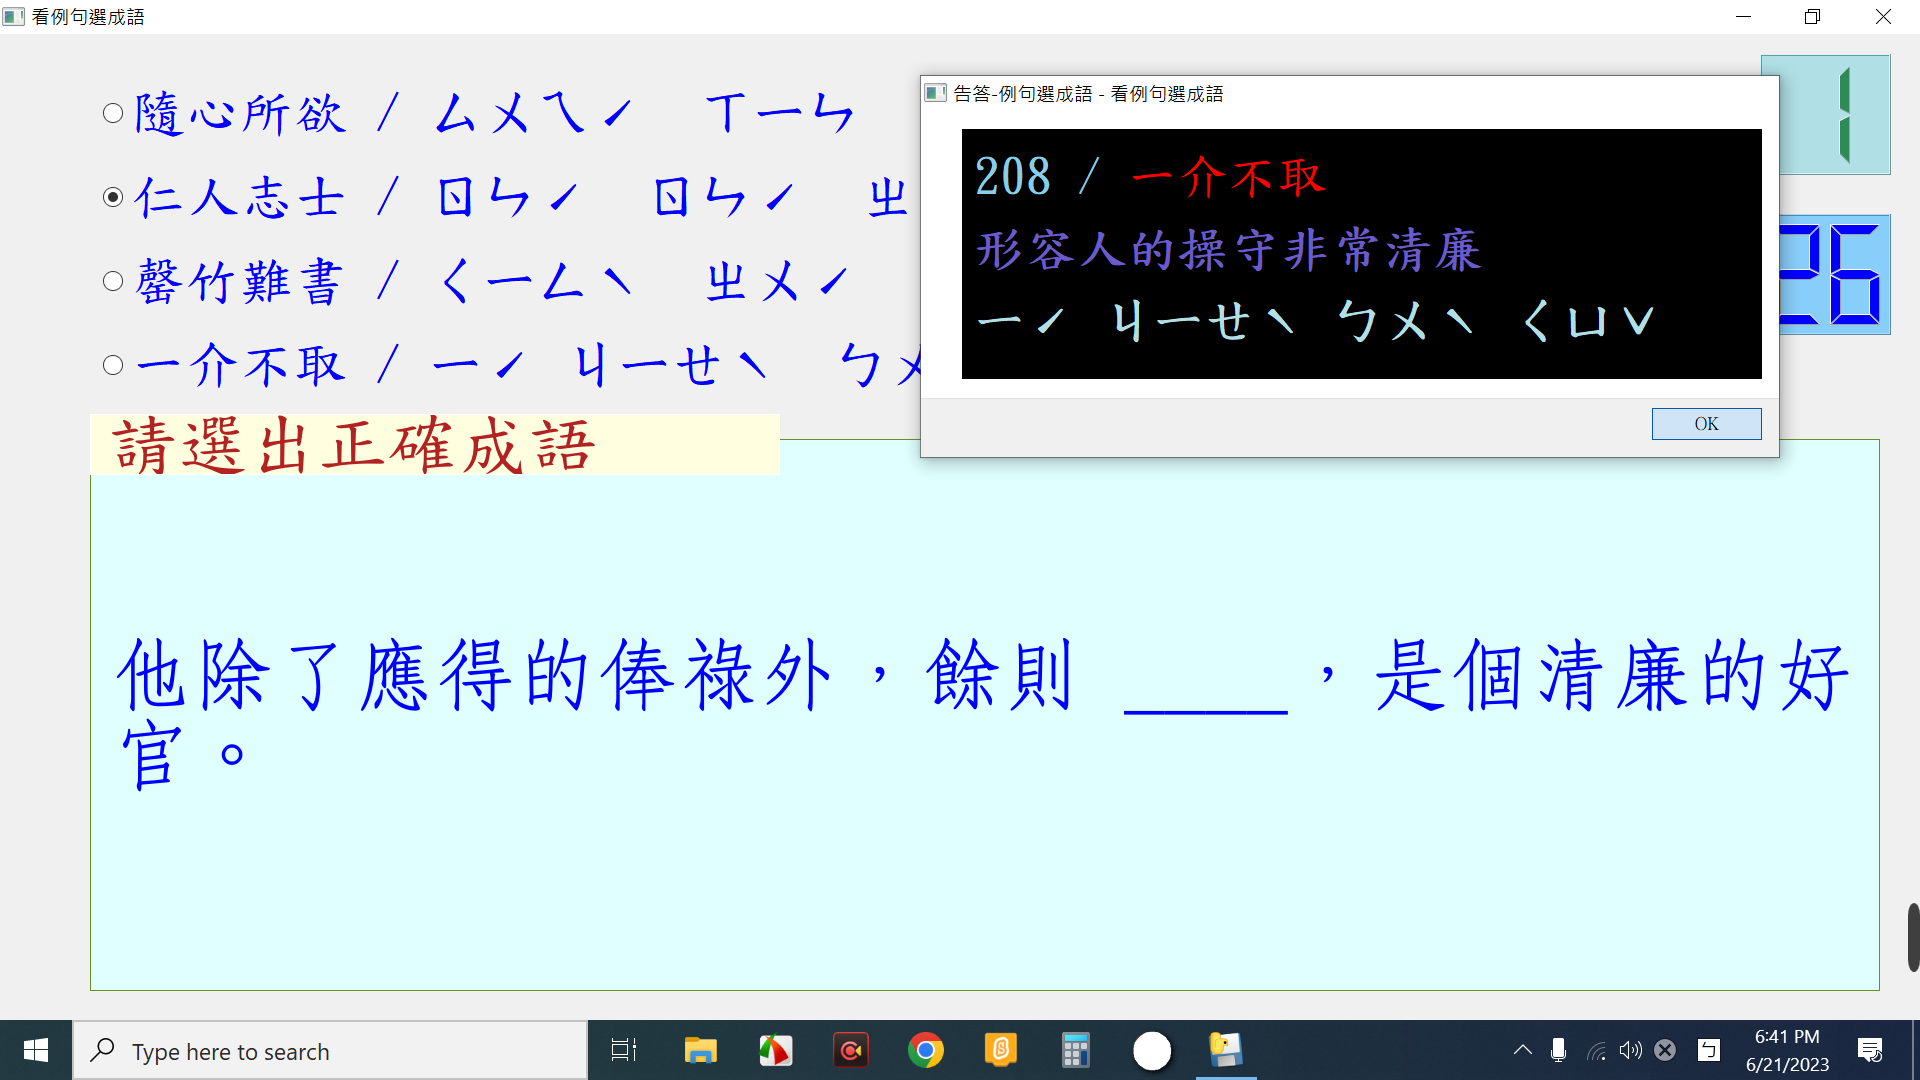 看例句選成語
隨心所欲 / ㄙㄨㄟˊ ㄒㄧㄣ
仁人志士 / ㄖㄣˊ ㄖㄣˊ ㄓ
罄竹難書 / ㄑㄧㄥˋ ㄓㄨˊ
一介不取 / ㄧˊ ㄐㄧㄝˋ ㄅㄨ
請選出正確成語
他除了應得的俸祿外，餘則 ____ ，是個清廉的好
官。
告答-例句選成語 - 看例句選成語
208 / 一介不取
形容人的操守非常清廉
ㄧˊ ㄐㄧㄝˋ ㄅㄨˋ ㄑㄩˇ
OK
1
26
Type here to search
ㄅ
6:41 PM
6/21/2023